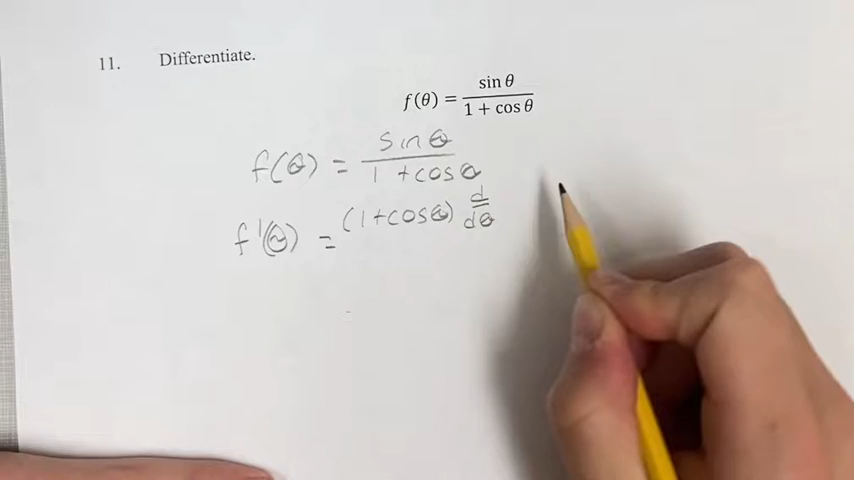 11. Differentiate.
f(θ) = sin θ / 1 + cos θ
f(θ) = sin θ / 1 + cos θ
f'(θ) = (1 + cos θ) d/dθ